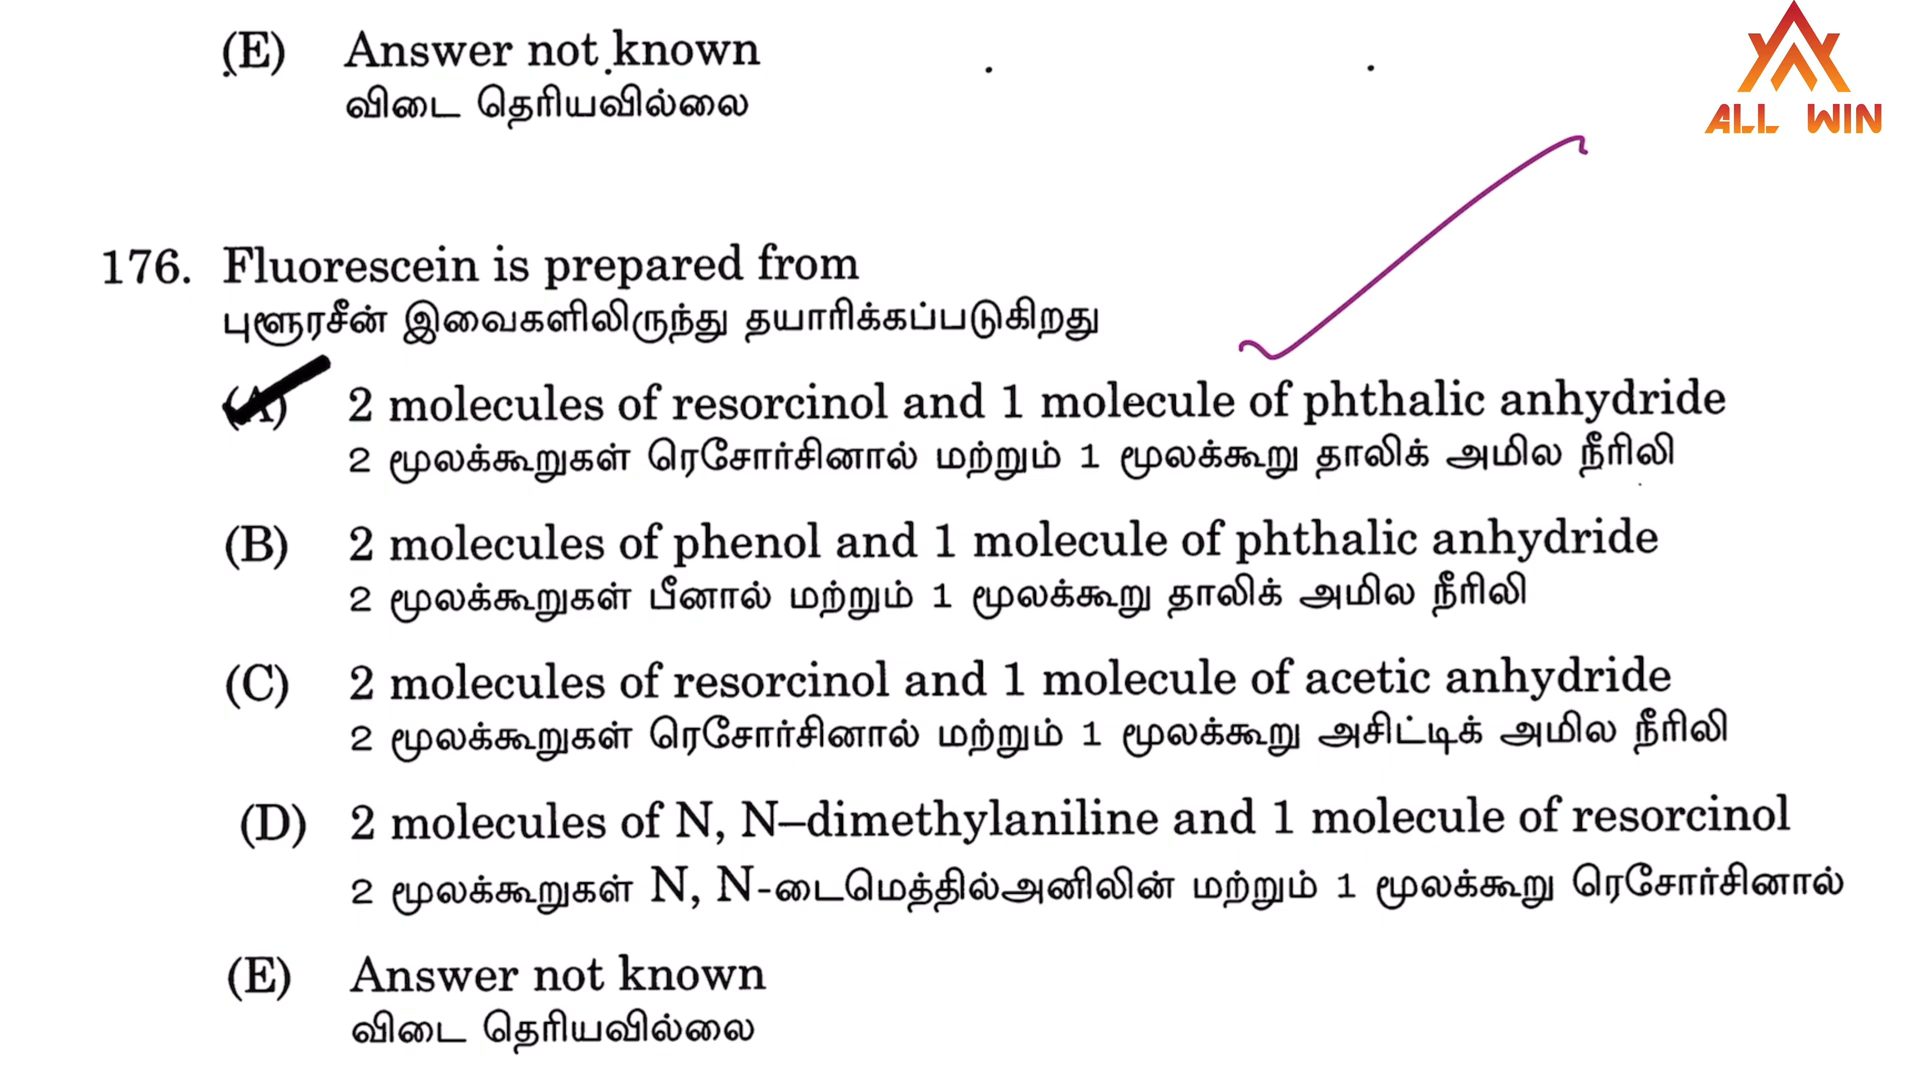 (E) Answer not known
விடை தெரியவில்லை
ALL WIN
176. Fluorescein is prepared from
புளூரசீன் இவைகளிலிருந்து தயாரிக்கப்படுகிறது
(A) 2 molecules of resorcinol and 1 molecule of phthalic anhydride
2 மூலக்கூறுகள் ரெசோர்சினால் மற்றும் 1 மூலக்கூறு தாலிக் அமில நீரிலி
(B) 2 molecules of phenol and 1 molecule of phthalic anhydride
2 மூலக்கூறுகள் பீனால் மற்றும் 1 மூலக்கூறு தாலிக் அமில நீரிலி
(C) 2 molecules of resorcinol and 1 molecule of acetic anhydride
2 மூலக்கூறுகள் ரெசோர்சினால் மற்றும் 1 மூலக்கூறு அசிட்டிக் அமில நீரிலி
(D) 2 molecules of N, N–dimethylaniline and 1 molecule of resorcinol
2 மூலக்கூறுகள் N, N-டைமெத்தில்அனிலின் மற்றும் 1 மூலக்கூறு ரெசோர்சினால்
(E) Answer not known
விடை தெரியவில்லை